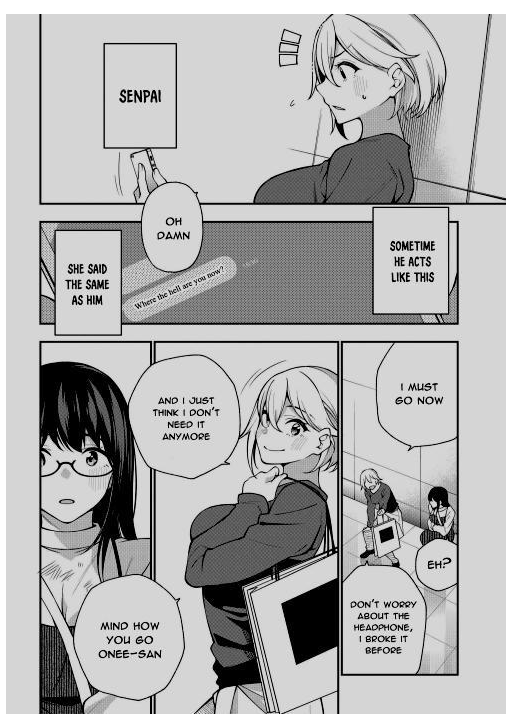 SENPAI
OH
DAMN
SOMETIME
HE ACTS
LIKE THIS
Where the hell are you now?
SHE SAID
THE SAME
AS HIM
I MUST
GO NOW
EH?
DON'T WORRY
ABOUT THE
HEADPHONE,
I BROKE IT
BEFORE
AND I JUST
THINK I DON'T
NEED IT
ANYMORE
MIND HOW
YOU GO
ONEE-SAN